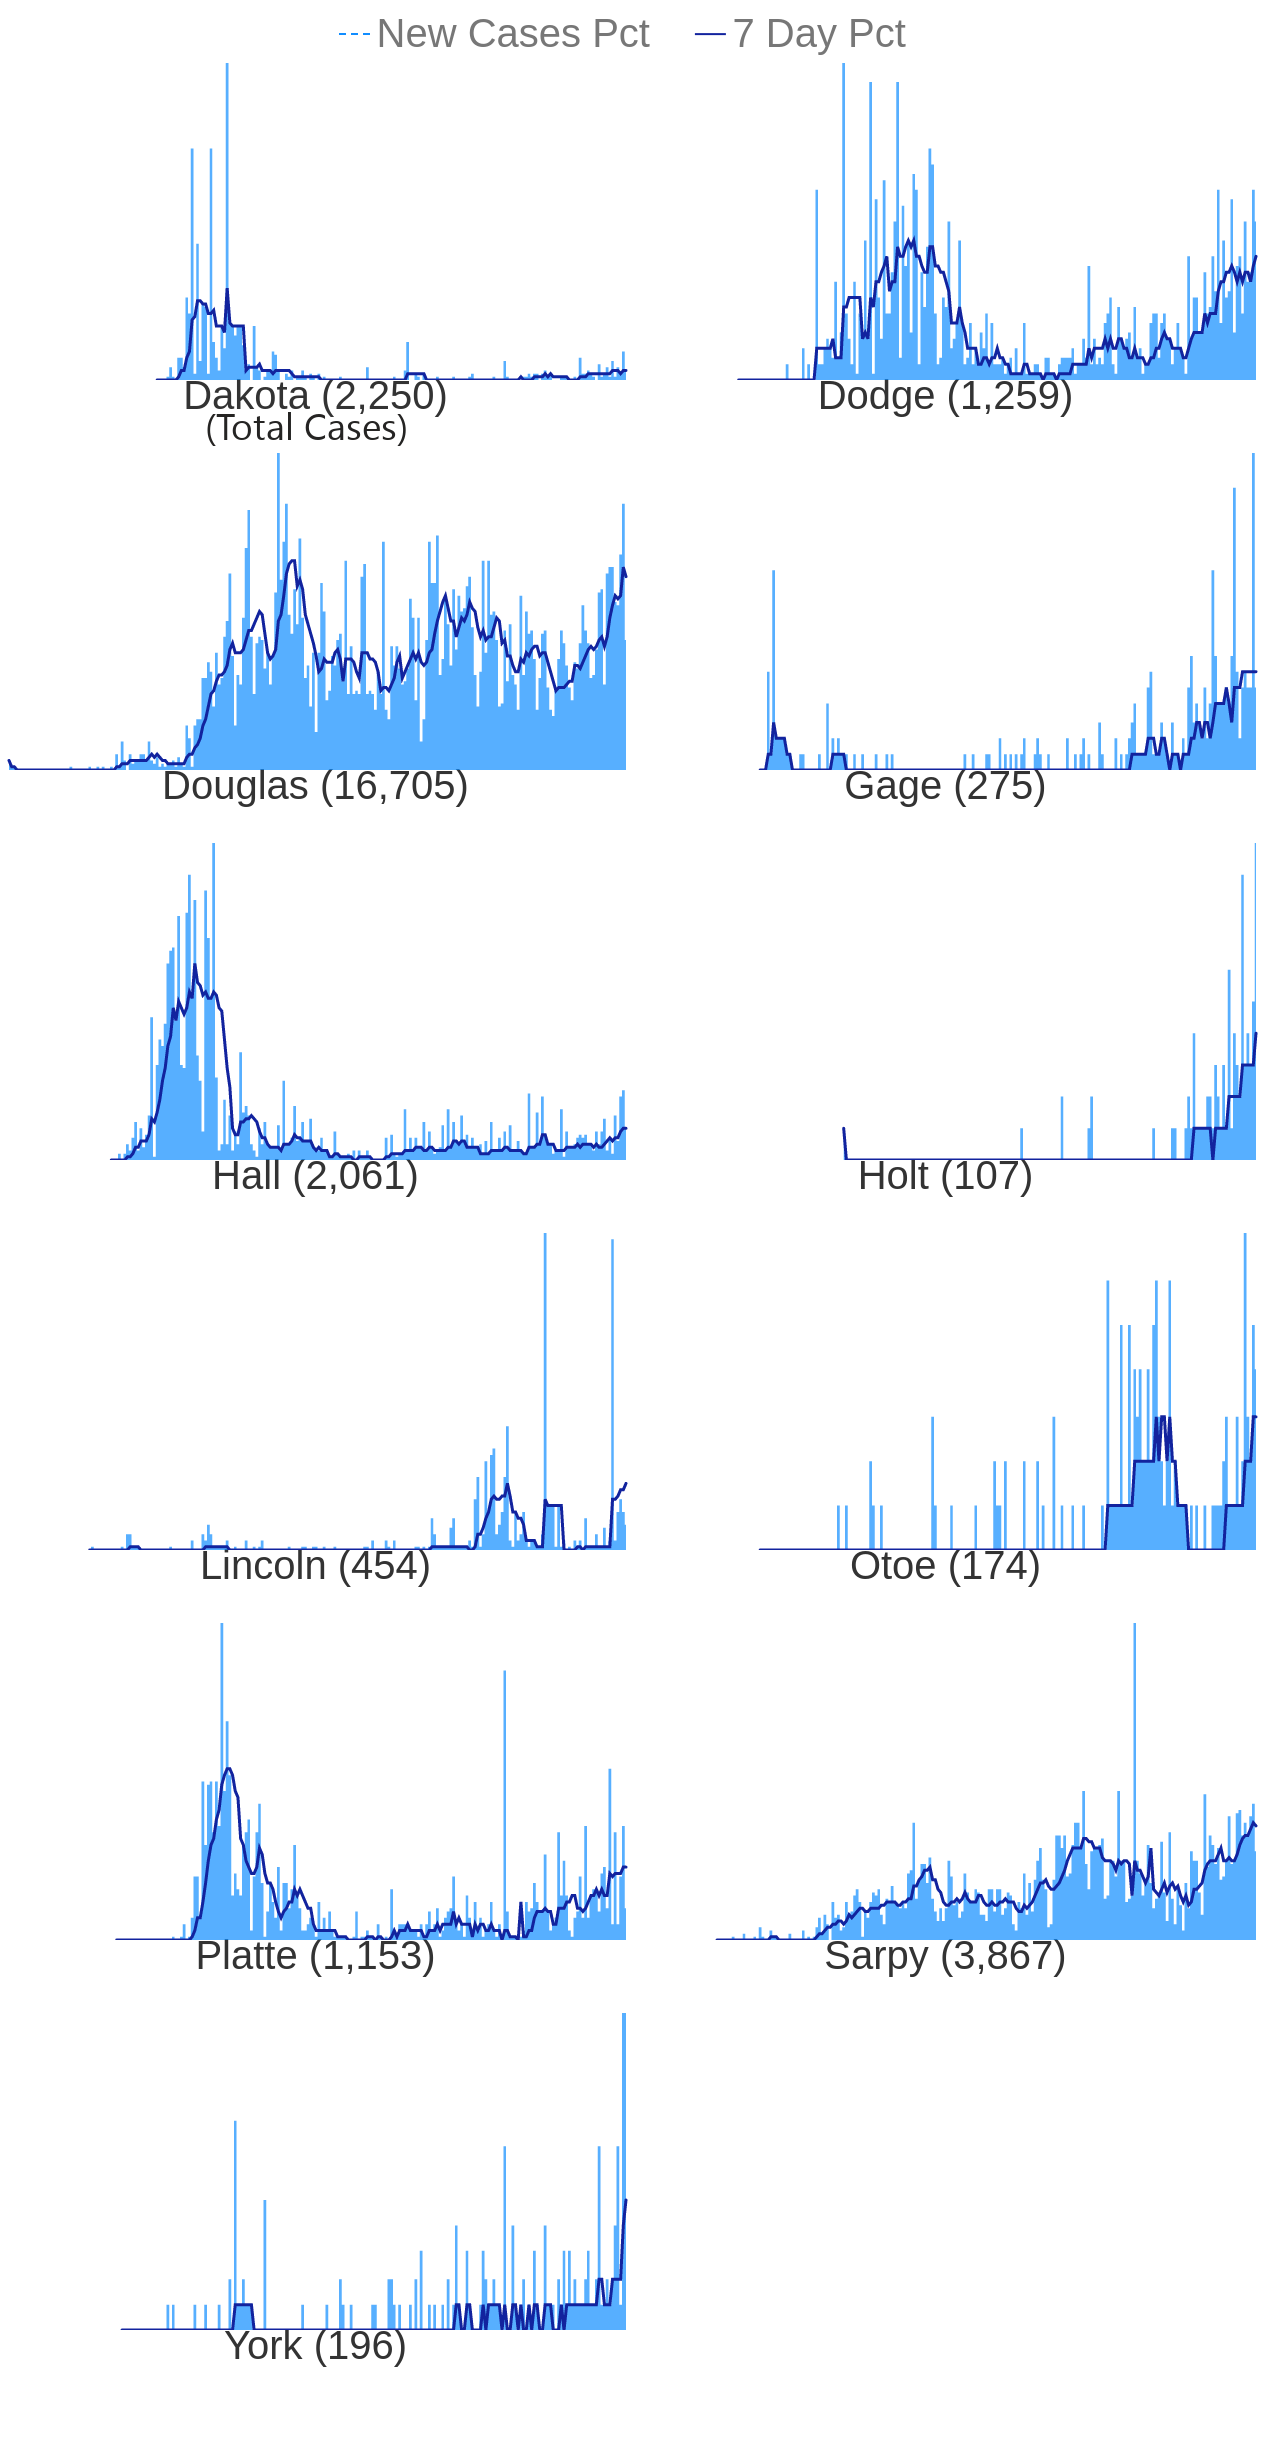 New Cases Pct 7 Day Pct
Dakota (2,250) Dodge (1,259)
(Total Cases)
Douglas (16,705) Gage (275)
Hall (2,061) Holt (107)
Lincoln (454) Otoe (174)
Platte (1,153) Sarpy (3,867)
York (196)